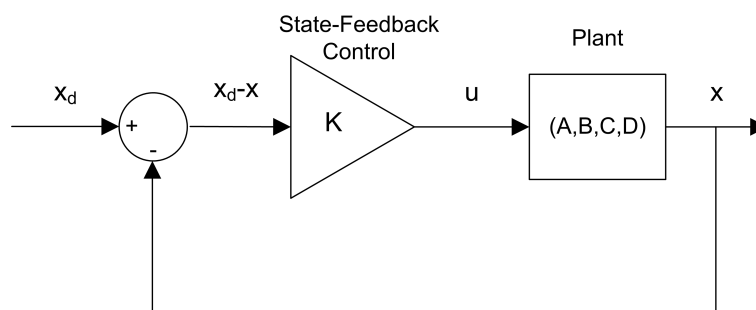 State-Feedback
Control
Plant
x_d
x_d-x
u
x
+
-
K
(A,B,C,D)